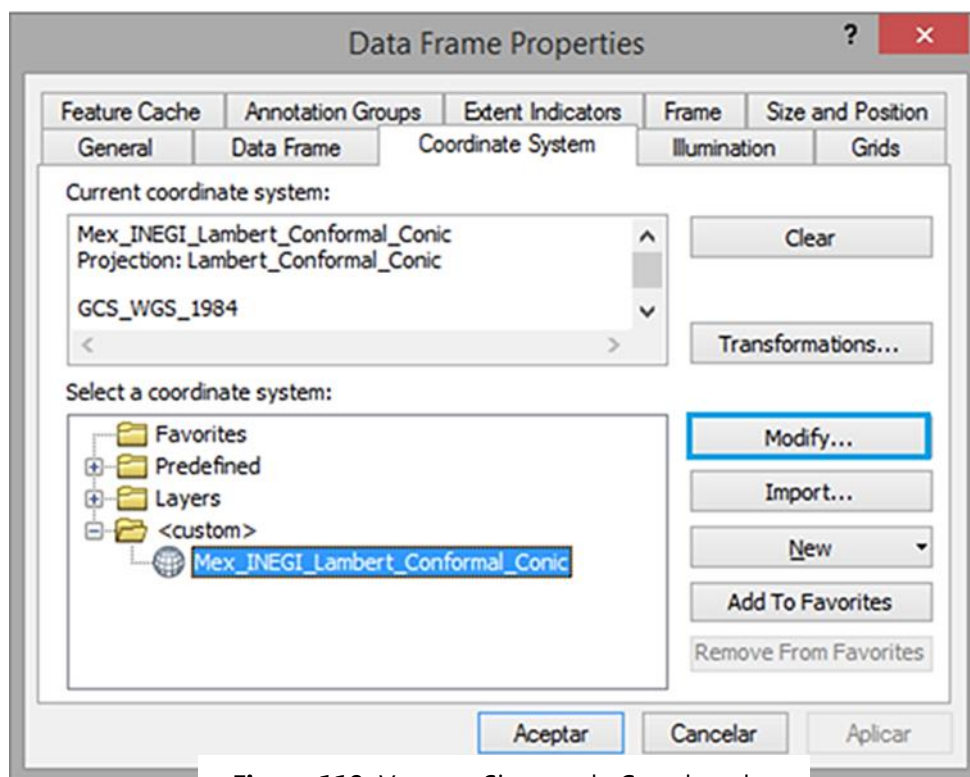 Data Frame Properties
?
×
Feature Cache
Annotation Groups
Extent Indicators
Frame
Size and Position
General
Data Frame
Coordinate System
Illumination
Grids
Current coordinate system:
Mex_INEGI_Lambert_Conformal_Conic
Projection: Lambert_Conformal_Conic
GCS_WGS_1984
Clear
Transformations...
Select a coordinate system:
Favorites
Predefined
Layers
<custom>
Mex_INEGI_Lambert_Conformal_Conic
Modify...
Import...
New
Add To Favorites
Remove From Favorites
Aceptar
Cancelar
Aplicar